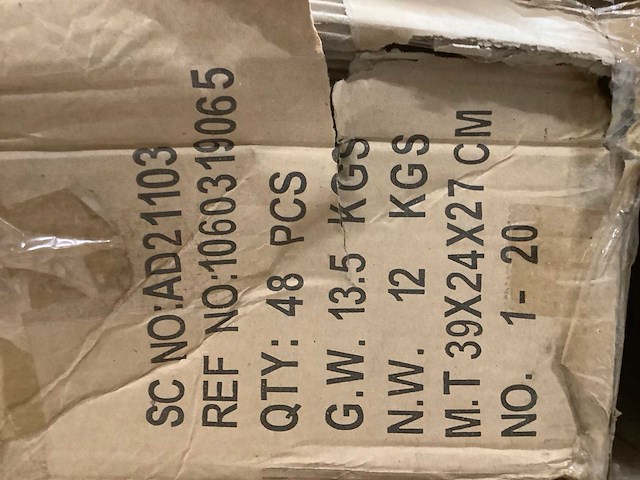 SC NO:AD21103
REF NO:1060319065
QTY: 48 PCS
G.W. 13.5 KGS
N.W. 12 KGS
M.T 39X24X27 CM
NO. 1- 20